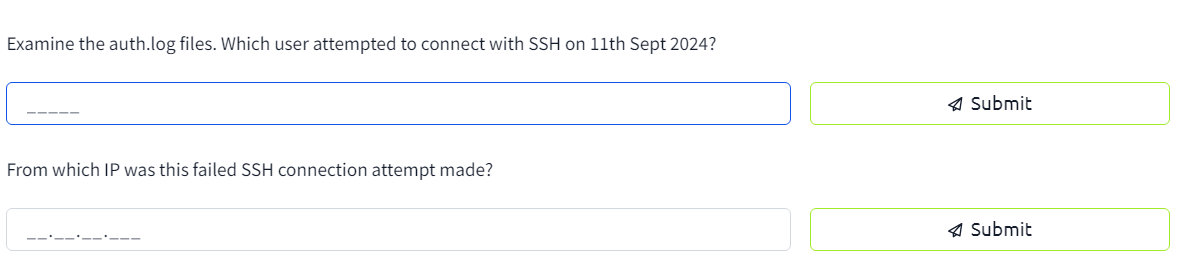 Examine the auth.log files. Which user attempted to connect with SSH on 11th Sept 2024?
_____
Submit
From which IP was this failed SSH connection attempt made?
__.__.__.___
Submit